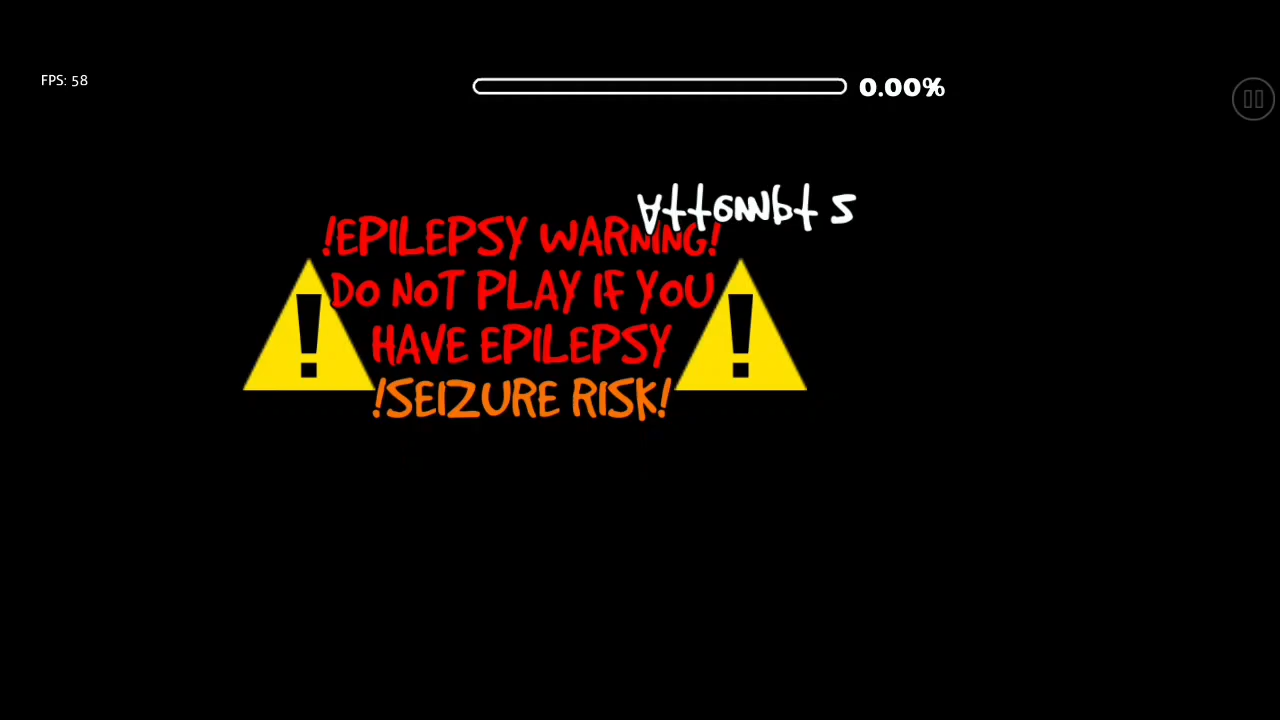 FPS: 58
0.00%
Attempt 2
!EPILEPSY WARNING!
DO NOT PLAY IF YOU
HAVE EPILEPSY
!SEIZURE RISK!